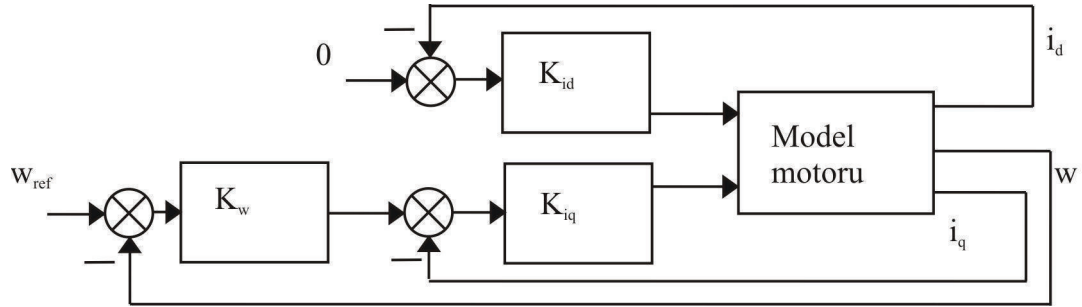 0
K_id
i_d
Model
motoru
w_ref
K_w
K_iq
w
i_q